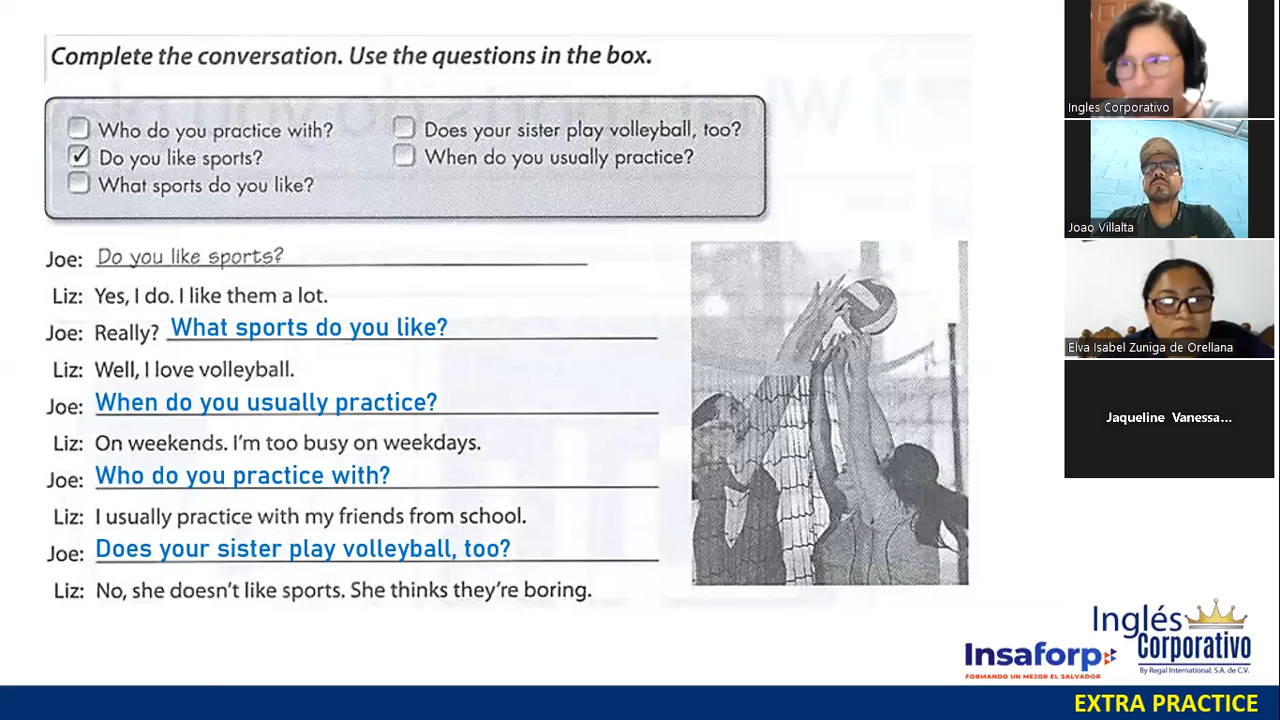 Complete the conversation. Use the questions in the box.
Who do you practice with?
Do you like sports?
What sports do you like?
Does your sister play volleyball, too?
When do you usually practice?
Joe: Do you like sports?
Liz: Yes, I do. I like them a lot.
Joe: Really? What sports do you like?
Liz: Well, I love volleyball.
Joe: When do you usually practice?
Liz: On weekends. I'm too busy on weekdays.
Joe: Who do you practice with?
Liz: I usually practice with my friends from school.
Joe: Does your sister play volleyball, too?
Liz: No, she doesn't like sports. She thinks they're boring.
Ingles Corporativo
Joao Villalta
Elva Isabel Zuniga de Orellana
Jaqueline Vanessa...
Insaforp
FORMANDO UN MEJOR EL SALVADOR
Inglés
Corporativo
By Regal International, S.A. de C.V.
EXTRA PRACTICE